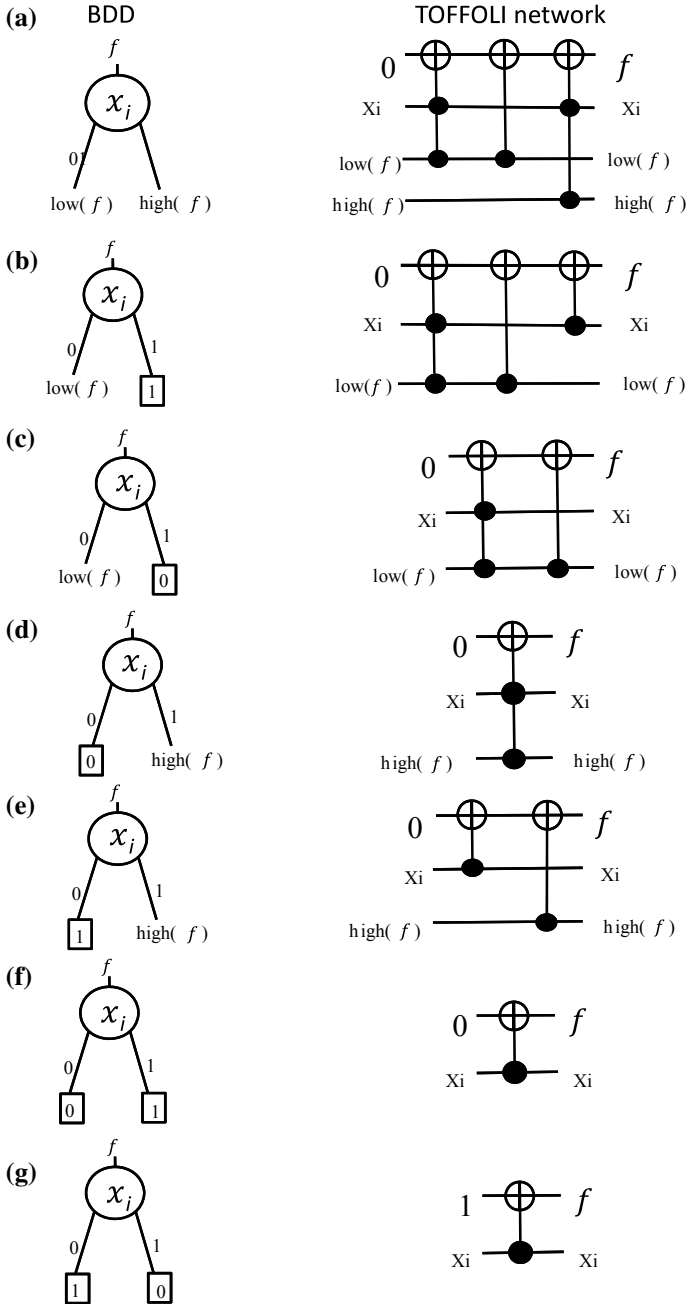 (a) BDD TOFFOLI network
f
x_i
01
low( f ) high( f )
0 f
Xi Xi
low( f ) low( f )
high( f ) high( f )
(b)
f
x_i
0 1
low( f ) 1
0 f
Xi Xi
low( f ) low( f )
(c)
f
x_i
0 1
low( f ) 0
0 f
Xi Xi
low( f ) low( f )
(d)
f
x_i
0 1
0 high( f )
0 f
Xi Xi
high( f ) high( f )
(e)
f
x_i
0 1
1 high( f )
0 f
Xi Xi
high( f ) high( f )
(f)
f
x_i
0 1
0 1
0 f
Xi Xi
(g)
f
x_i
0 1
1 0
1 f
Xi Xi